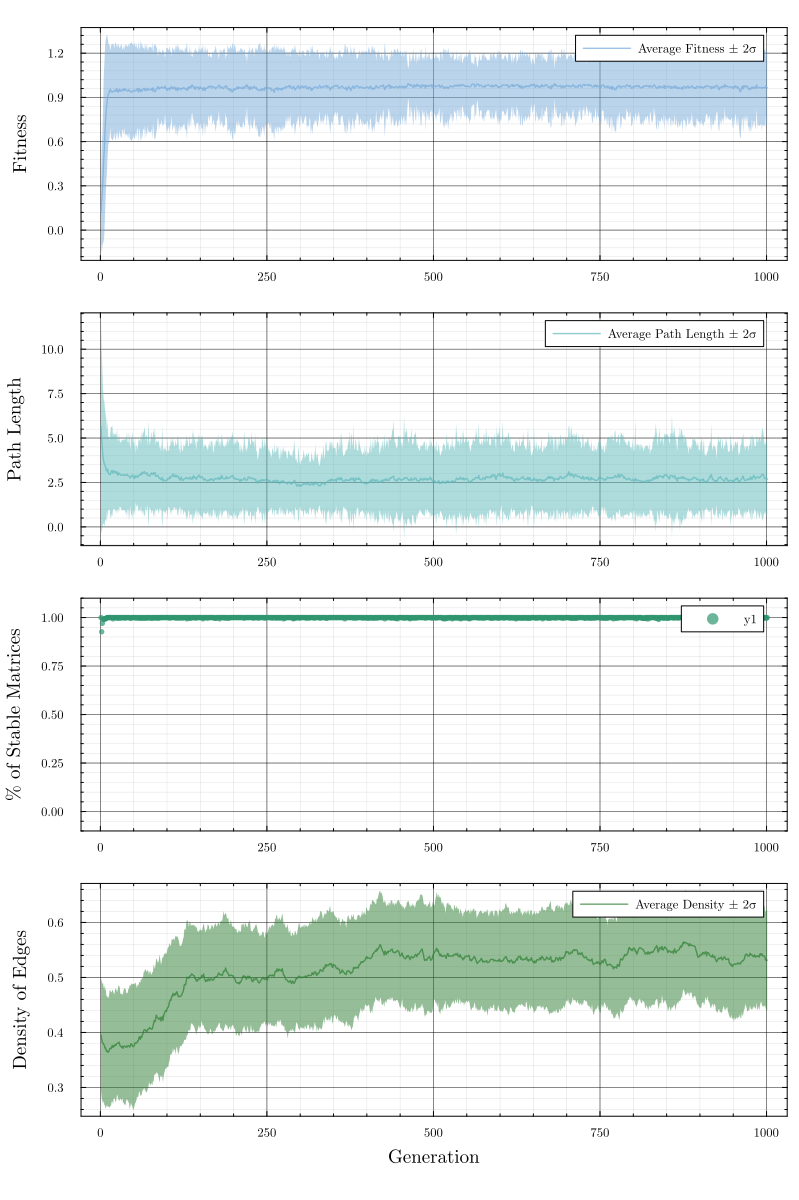 Fitness
1.2
0.9
0.6
0.3
0.0
Average Fitness ± 2σ
0 250 500 750 1000
Path Length
10.0
7.5
5.0
2.5
0.0
Average Path Length ± 2σ
0 250 500 750 1000
% of Stable Matrices
1.00
0.75
0.50
0.25
0.00
y1
0 250 500 750 1000
Density of Edges
0.6
0.5
0.4
0.3
Average Density ± 2σ
0 250 500 750 1000
Generation